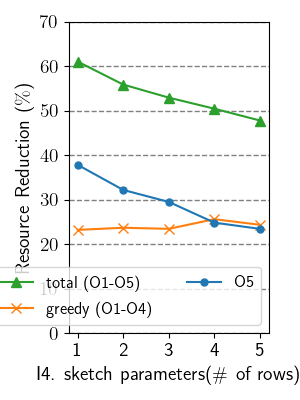 70
60
50
40
30
20
10
0
Resource Reduction (%)
total (O1-O5)
greedy (O1-O4)
O5
1 2 3 4 5
I4. sketch parameters(# of rows)